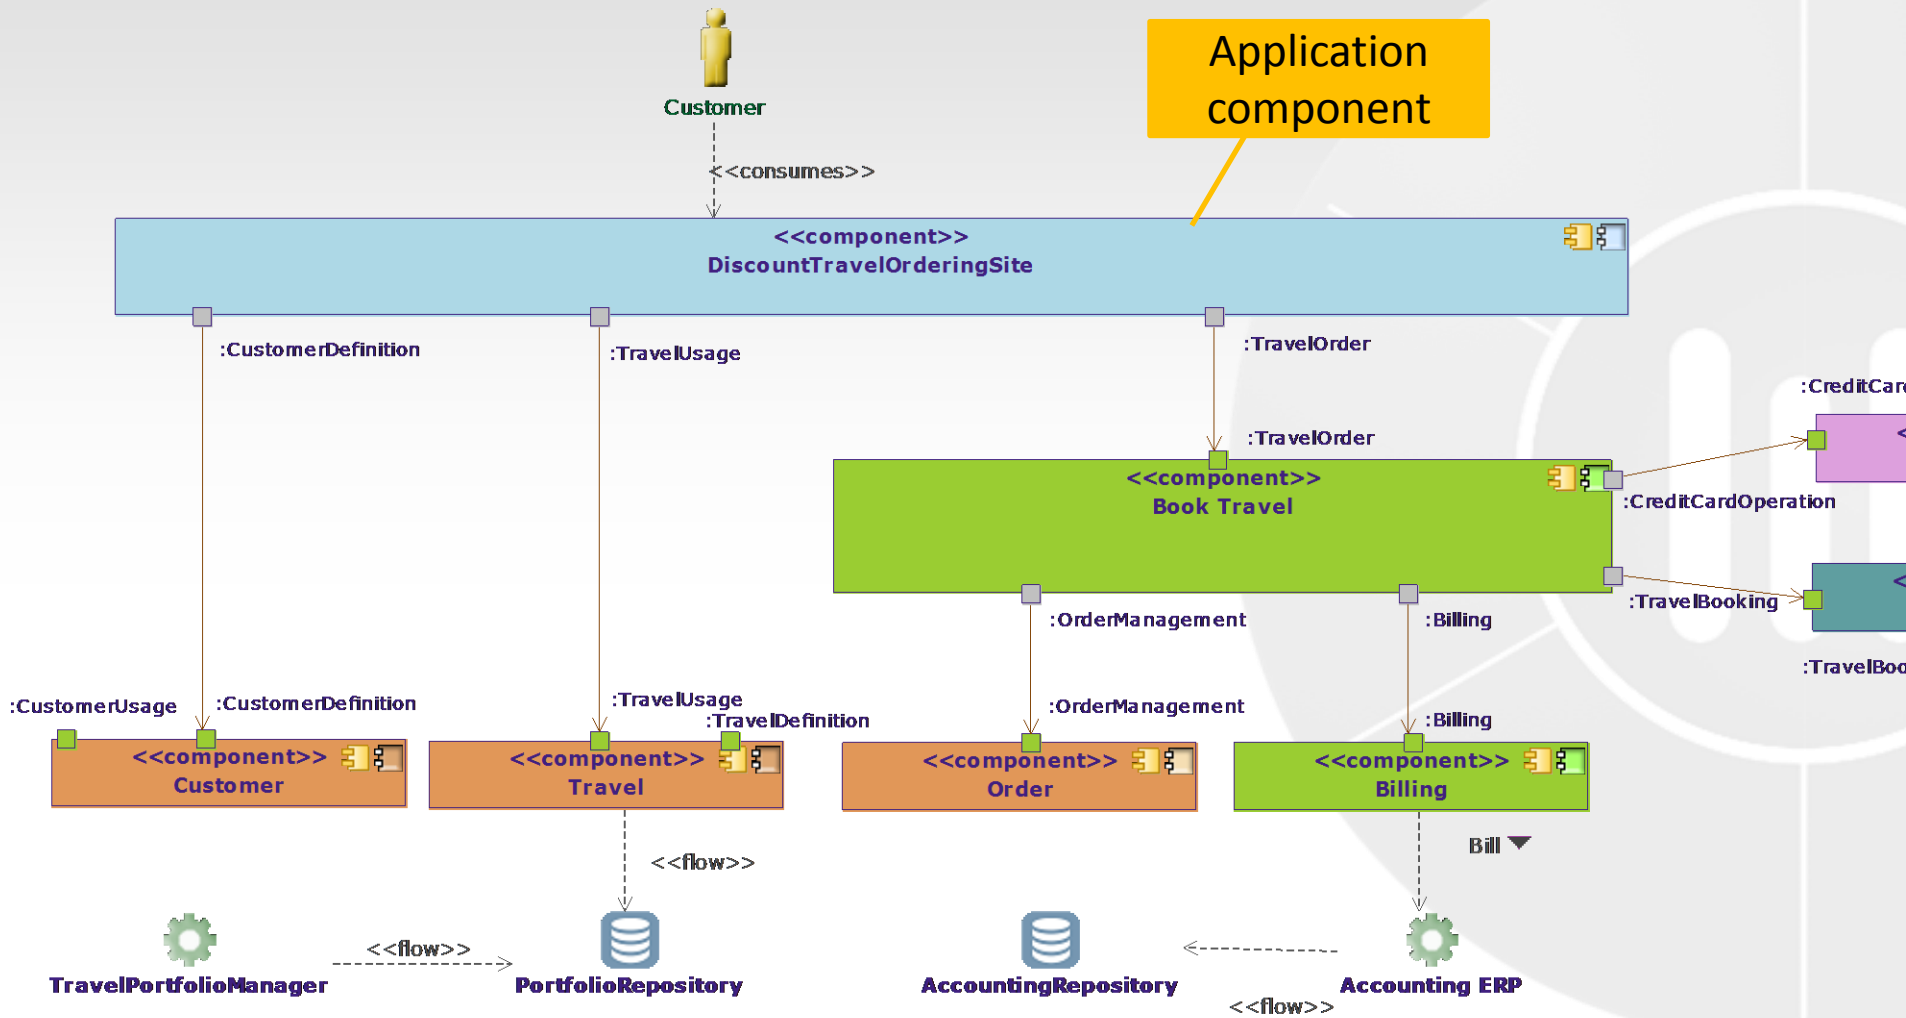 Application
component
Customer
<<consumes>>
<<component>>
DiscountTravelOrderingSite
:CustomerDefinition
:TravelUsage
:TravelOrder
:CreditCar
:TravelOrder
<<component>>
Book Travel
<
:CreditCardOperation
<
:TravelBooking
:OrderManagement
:Billing
:TravelBoo
:CustomerUsage
:CustomerDefinition
:TravelUsage
:TravelDefinition
:OrderManagement
:Billing
<<component>>
Customer
<<component>>
Travel
<<component>>
Order
<<component>>
Billing
<<flow>>
Bill
<<flow>>
TravelPortfolioManager
PortfolioRepository
AccountingRepository
Accounting ERP
<<flow>>